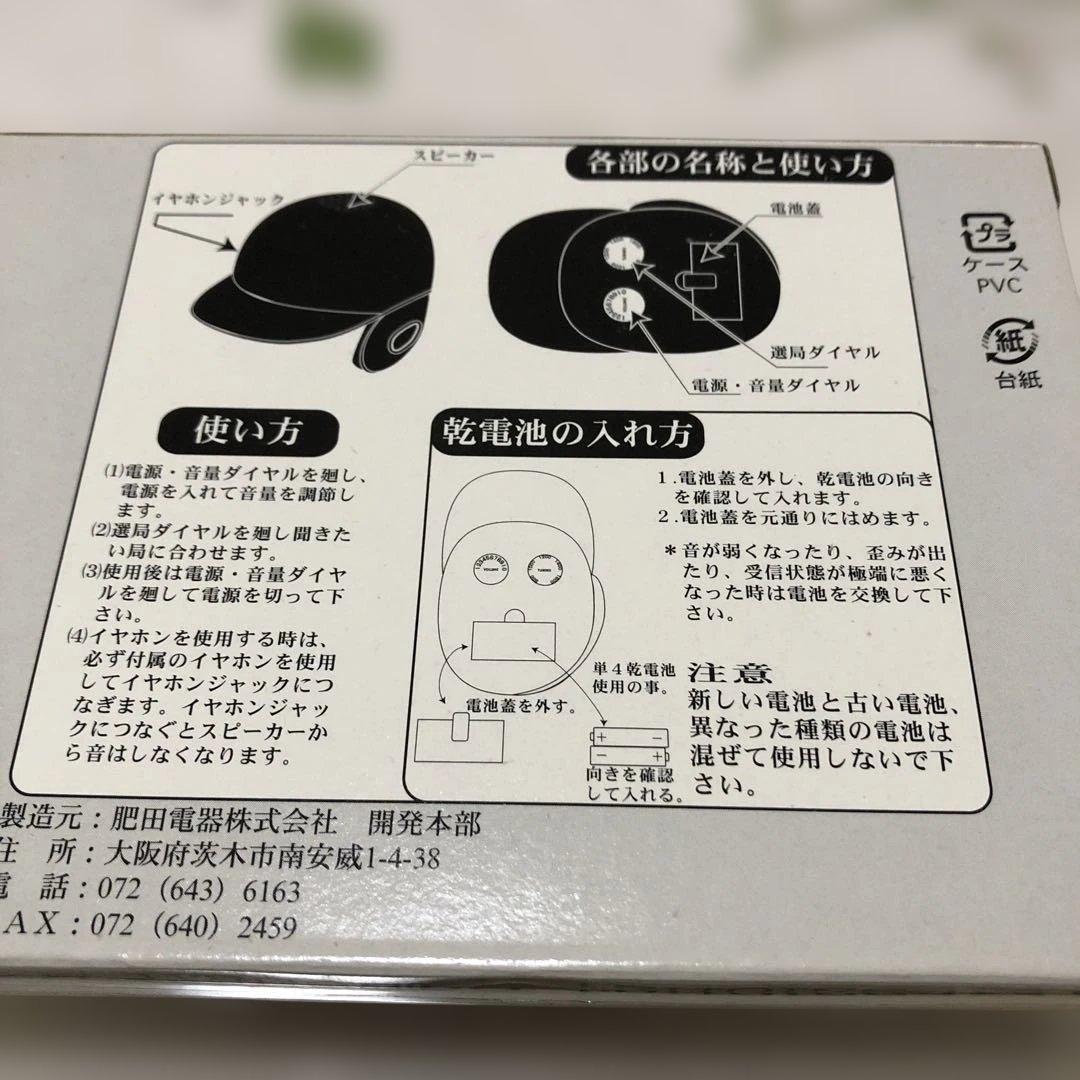 各部の名称と使い方
スピーカー
イヤホンジャック
電池蓋
選局ダイヤル
電源・音量ダイヤル
プラ
ケース
PVC
紙
台紙
使い方
⑴電源・音量ダイヤルを廻し、
電源を入れて音量を調節し
ます。
⑵選局ダイヤルを廻し聞きた
い局に合わせます。
⑶使用後は電源・音量ダイヤ
ルを廻して電源を切って下
さい。
⑷イヤホンを使用する時は、
必ず付属のイヤホンを使用
してイヤホンジャックにつ
なぎます。イヤホンジャッ
クにつなぐとスピーカーか
ら音はしなくなります。
乾電池の入れ方
1.電池蓋を外し、乾電池の向き
を確認して入れます。
2.電池蓋を元通りにはめます。
*音が弱くなったり、歪みが出
たり、受信状態が極端に悪く
なった時は電池を交換して下
さい。
VOLUME
TUNING
単4乾電池
使用の事。
電池蓋を外す。
+ −
− +
向きを確認
して入れる。
注意
新しい電池と古い電池、
異なった種類の電池は
混ぜて使用しないで下
さい。
製造元：肥田電器株式会社 開発本部
住 所：大阪府茨木市南安威1-4-38
電 話：072（643）6163
AX：072（640）2459